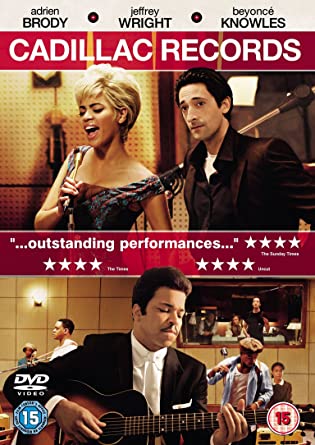 adrien
BRODY
jeffrey
WRIGHT
beyoncé
KNOWLES
CADILLAC RECORDS
"...outstanding performances..." ★★★★
The Sunday Times
★★★★
The Times
★★★★
Uncut
DVD
VIDEO
15
15